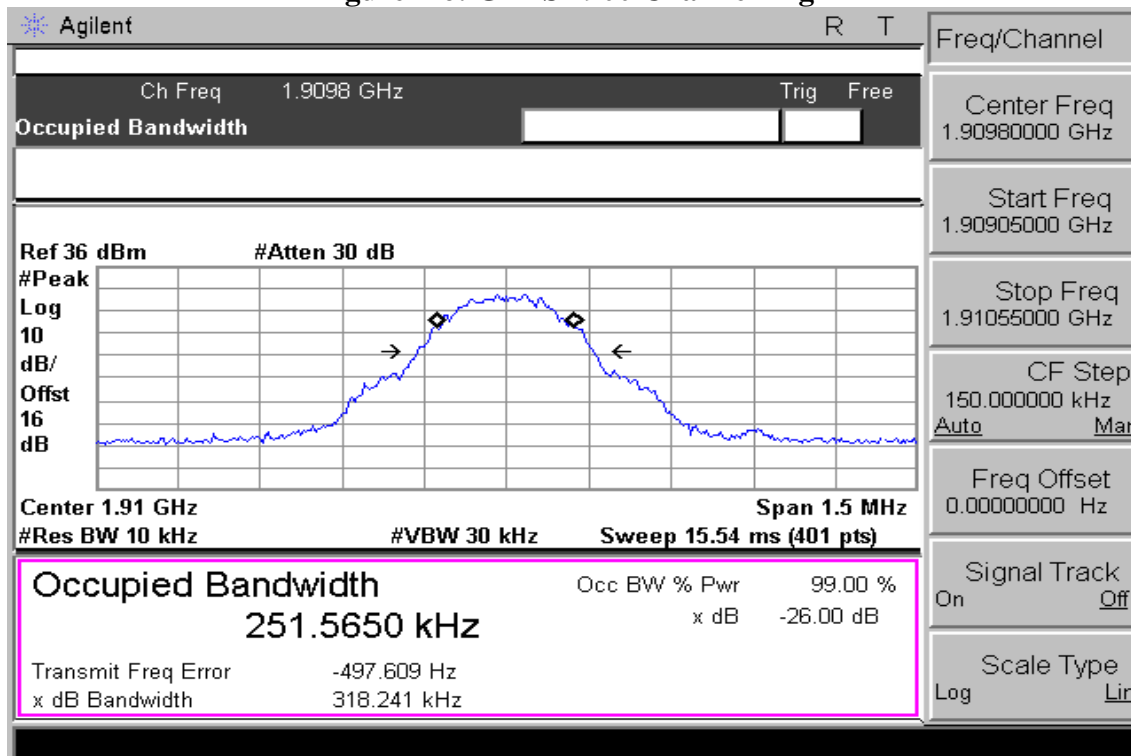 Agilent R T
Ch Freq 1.9098 GHz Trig Free
Occupied Bandwidth
Ref 36 dBm #Atten 30 dB
#Peak
Log
10
dB/
Offst
16
dB
Center 1.91 GHz Span 1.5 MHz
#Res BW 10 kHz #VBW 30 kHz Sweep 15.54 ms (401 pts)
Occupied Bandwidth Occ BW % Pwr 99.00 %
251.5650 kHz x dB -26.00 dB
Transmit Freq Error -497.609 Hz
x dB Bandwidth 318.241 kHz
Freq/Channel
Center Freq
1.90980000 GHz
Start Freq
1.90905000 GHz
Stop Freq
1.91055000 GHz
CF Step
150.000000 kHz
Auto Man
Freq Offset
0.00000000 Hz
Signal Track
On Off
Scale Type
Log Lin